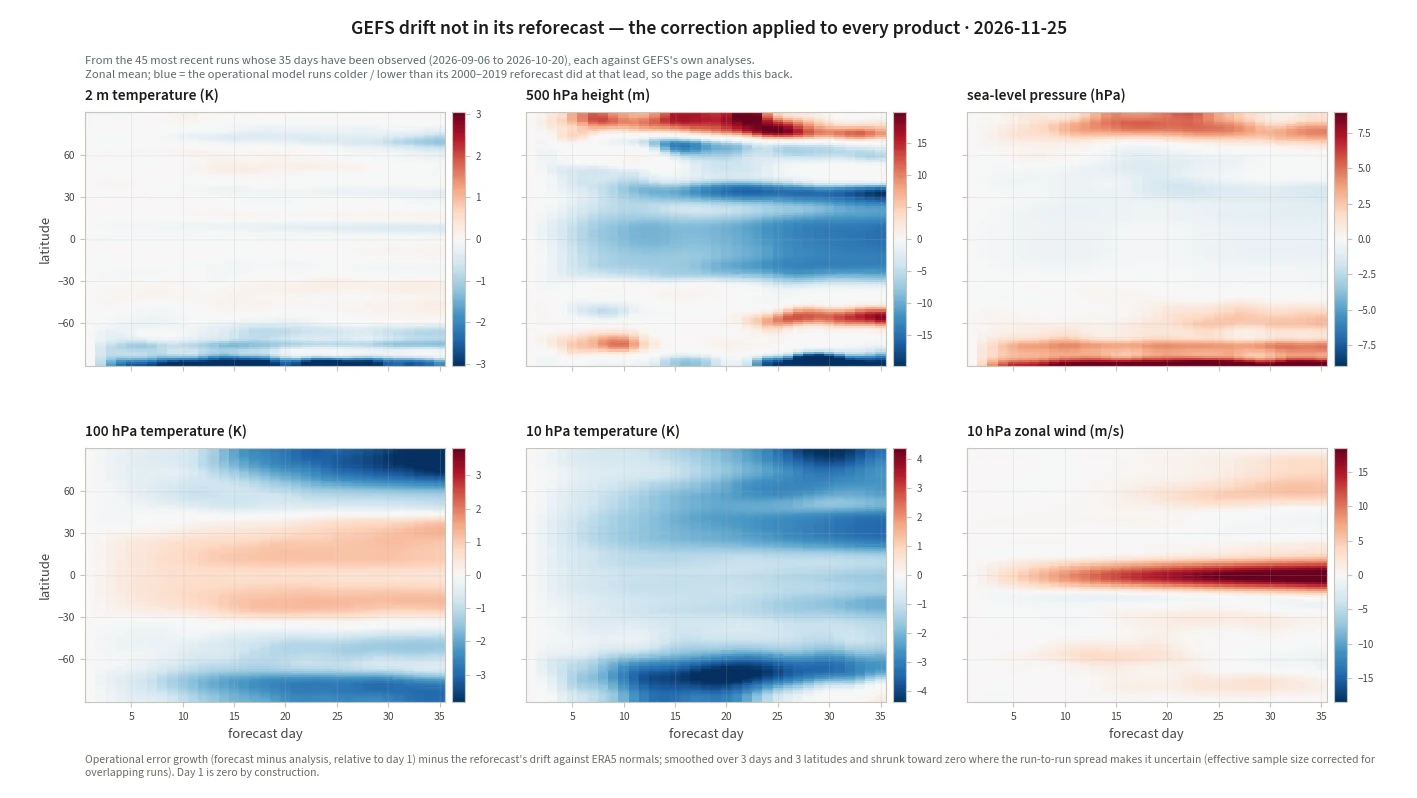 GEFS drift not in its reforecast — the correction applied to every product · 2026-11-25
From the 45 most recent runs whose 35 days have been observed (2026-09-06 to 2026-10-20), each against GEFS's own analyses.
Zonal mean; blue = the operational model runs colder / lower than its 2000–2019 reforecast did at that lead, so the page adds this back.
2 m temperature (K)
500 hPa height (m)
sea-level pressure (hPa)
latitude
60
30
0
−30
−60
3
2
1
0
−1
−2
−3
15
10
5
0
−5
−10
−15
7.5
5.0
2.5
0.0
−2.5
−5.0
−7.5
100 hPa temperature (K)
10 hPa temperature (K)
10 hPa zonal wind (m/s)
latitude
60
30
0
−30
−60
3
2
1
0
−1
−2
−3
4
3
2
1
0
−1
−2
−3
−4
15
10
5
0
−5
−10
−15
5 10 15 20 25 30 35
5 10 15 20 25 30 35
5 10 15 20 25 30 35
forecast day
forecast day
forecast day
Operational error growth (forecast minus analysis, relative to day 1) minus the reforecast's drift against ERA5 normals; smoothed over 3 days and 3 latitudes and shrunk toward zero where the run-to-run spread makes it uncertain (effective sample size corrected for
overlapping runs). Day 1 is zero by construction.